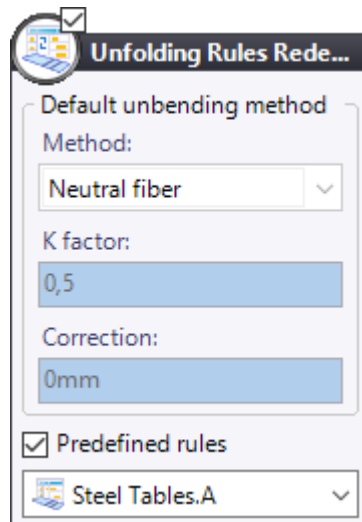 Unfolding Rules Rede...
Default unbending method
Method:
Neutral fiber
K factor:
0,5
Correction:
0mm
Predefined rules
Steel Tables.A